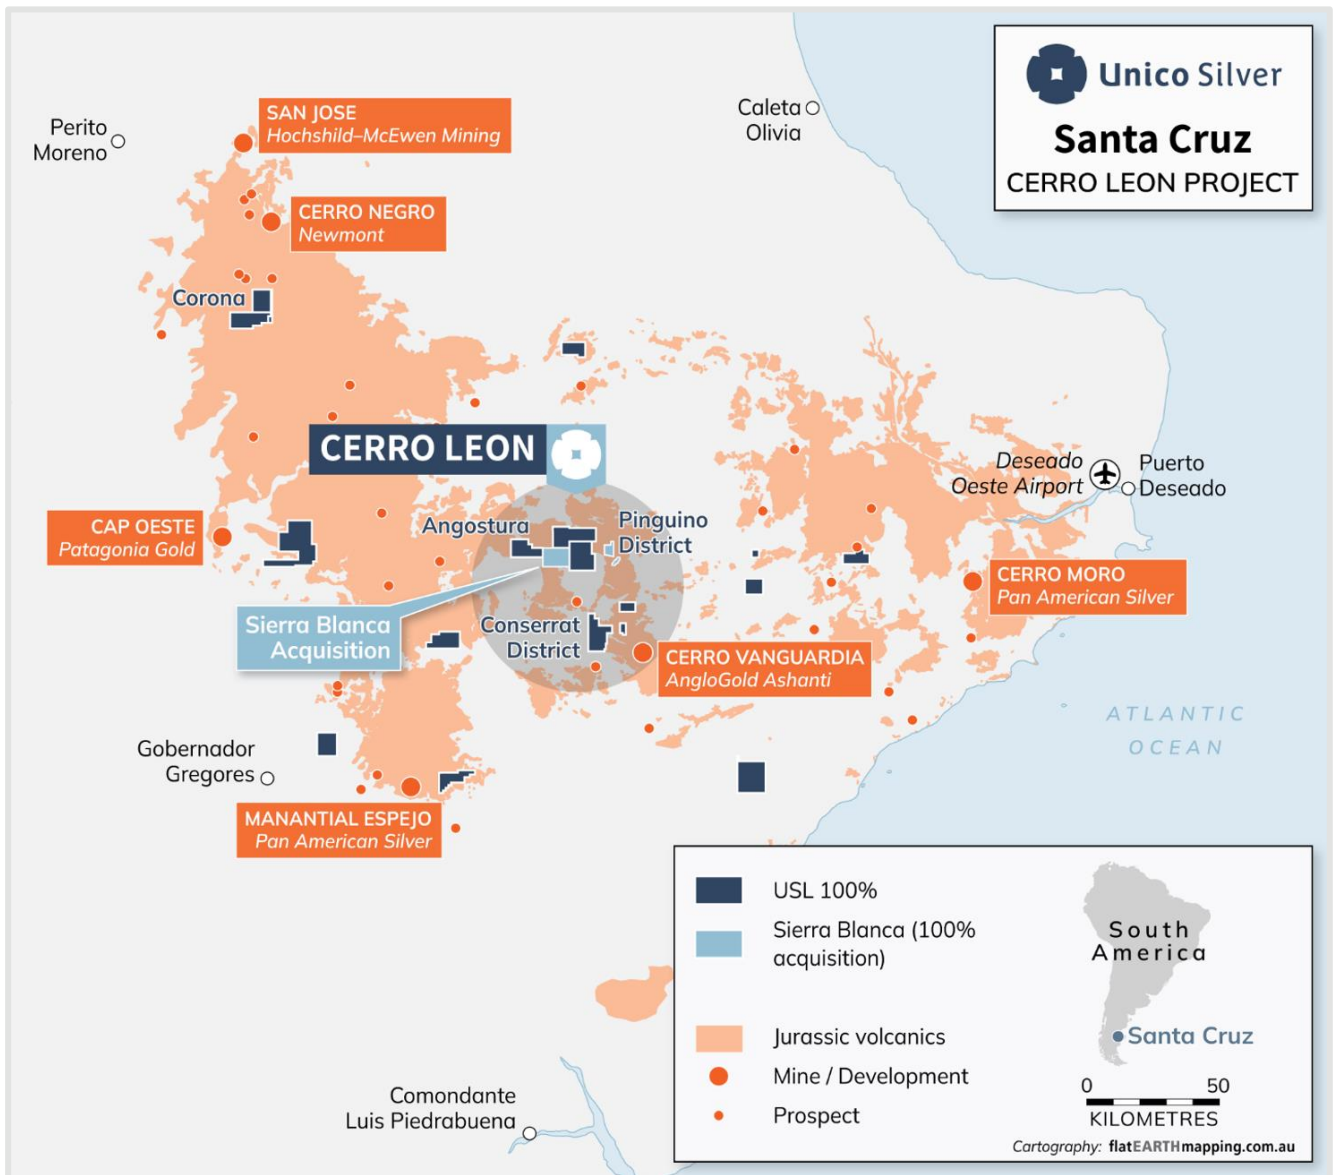 Unico Silver
Santa Cruz
CERRO LEON PROJECT
Perito
Moreno
SAN JOSE
Hochshild–McEwen Mining
Caleta
Olivia
CERRO NEGRO
Newmont
Corona
CERRO LEON
Deseado
Oeste Airport
Puerto
Deseado
CAP OESTE
Patagonia Gold
Angostura
Pinguino
District
CERRO MORO
Pan American Silver
Sierra Blanca
Acquisition
Conserrat
District
CERRO VANGUARDIA
AngloGold Ashanti
ATLANTIC
OCEAN
Gobernador
Gregores
MANANTIAL ESPEJO
Pan American Silver
USL 100%
Sierra Blanca (100%
acquisition)
Jurassic volcanics
Mine / Development
Prospect
South
America
Santa Cruz
0 50
KILOMETRES
Cartography: flatEARTHmapping.com.au
Comondante
Luis Piedrabuena